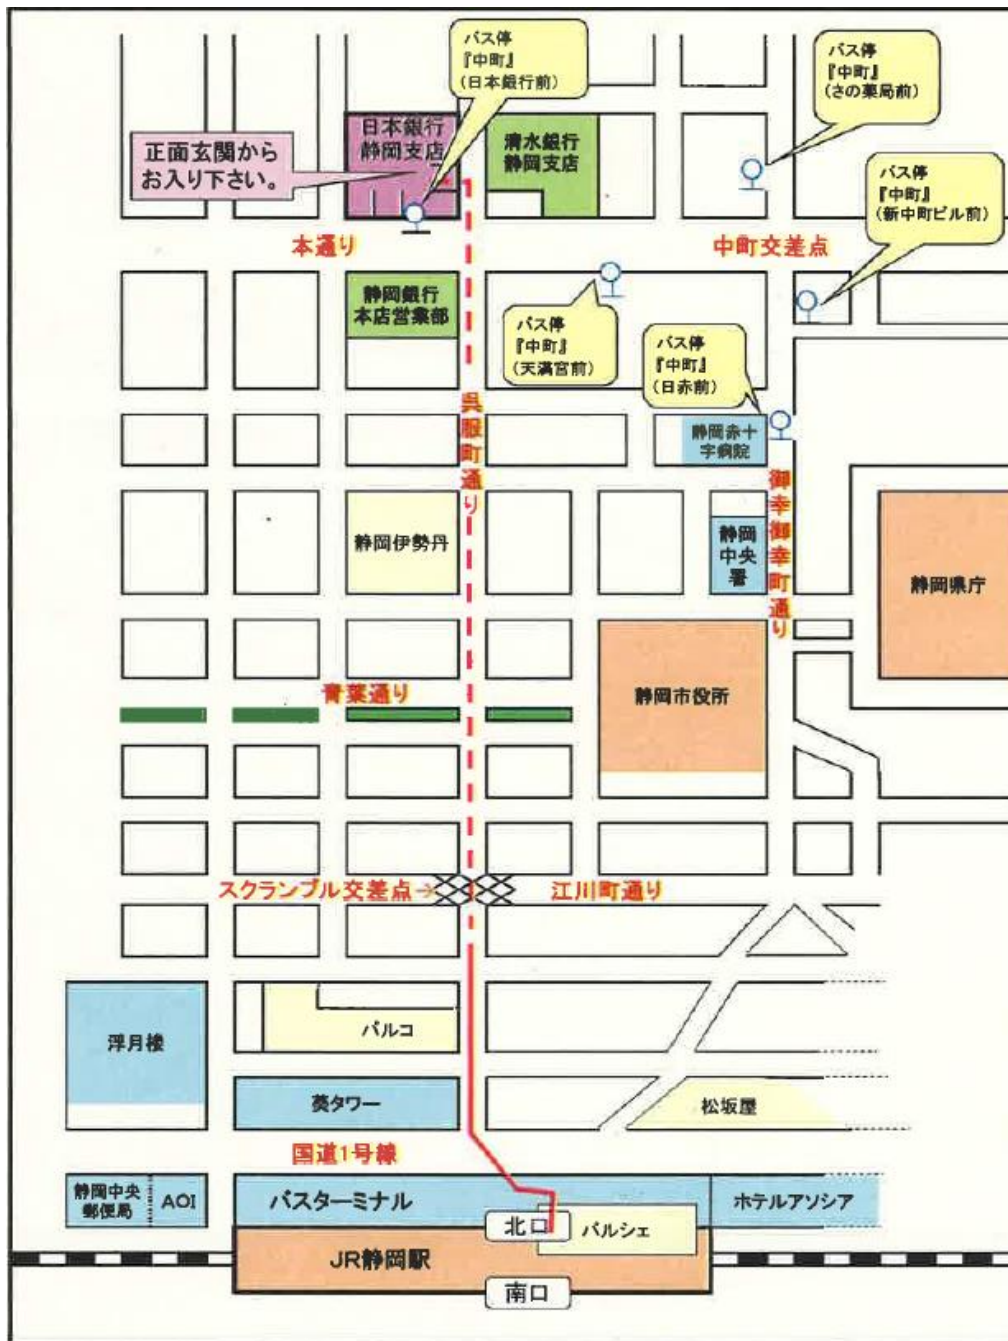 バス停
『中町』
(日本銀行前)
バス停
『中町』
(さの薬局前)
日本銀行
静岡支店
清水銀行
静岡支店
正面玄関から
お入り下さい。
バス停
『中町』
(新中町ビル前)
本通り
中町交差点
静岡銀行
本店営業部
バス停
『中町』
(天満宮前)
バス停
『中町』
(日赤前)
呉服町通り
静岡赤十
字病院
御幸御幸町通り
静岡伊勢丹
静岡
中央
署
静岡県庁
青葉通り
静岡市役所
スクランブル交差点→
江川町通り
浮月楼
パルコ
葵タワー
松坂屋
国道1号線
静岡中央
郵便局
AOI
バスターミナル
ホテルアソシア
北口
パルシェ
JR静岡駅
南口